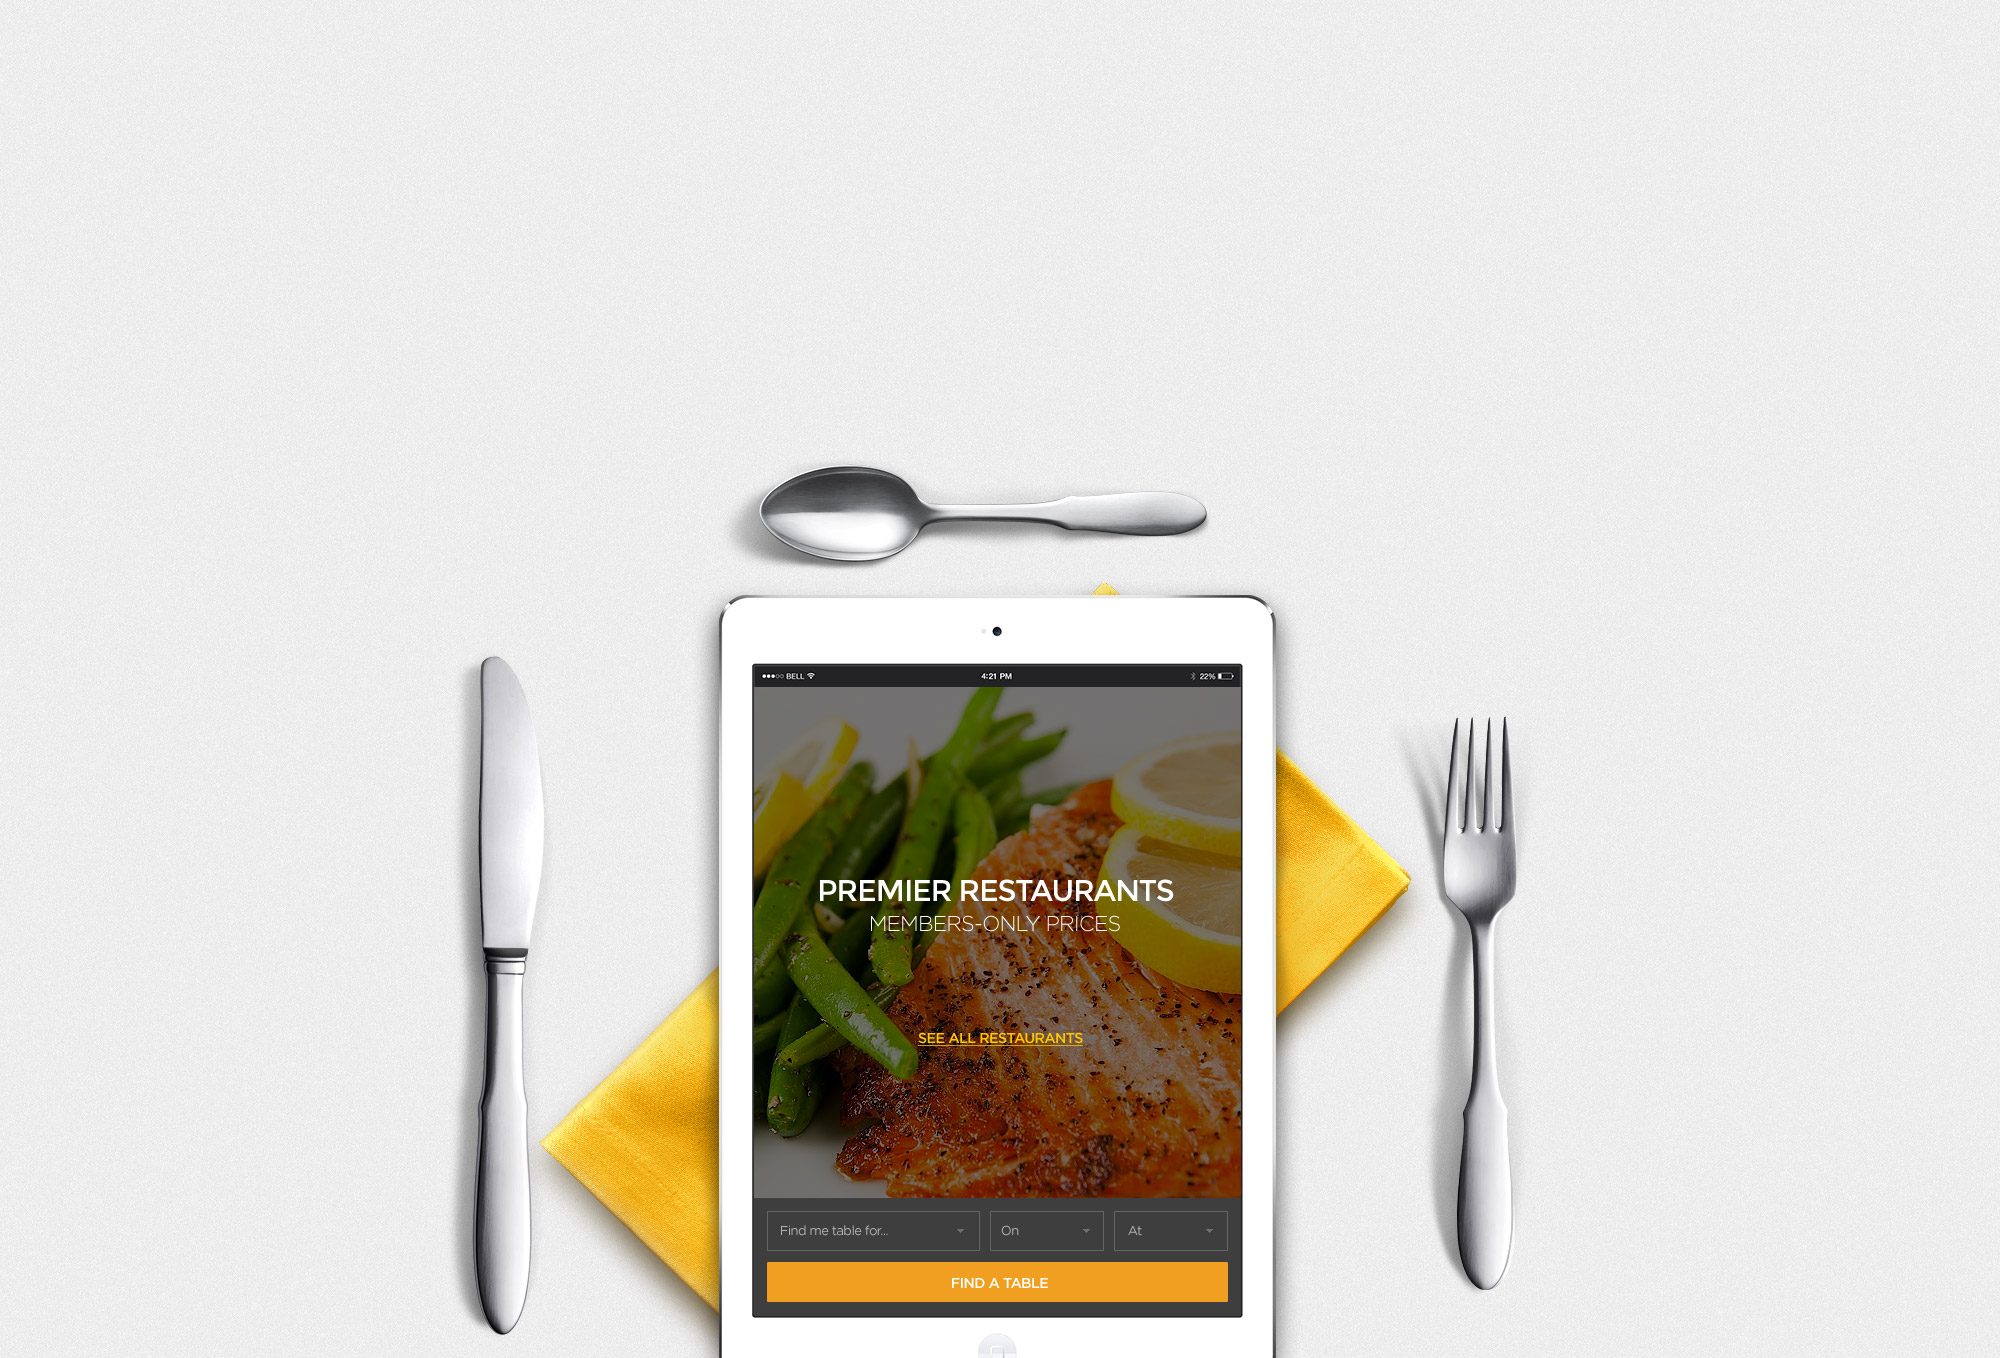 BELL 4:21 PM 22%
PREMIER RESTAURANTS
MEMBERS-ONLY PRICES
SEE ALL RESTAURANTS
Find me table for... On At
FIND A TABLE